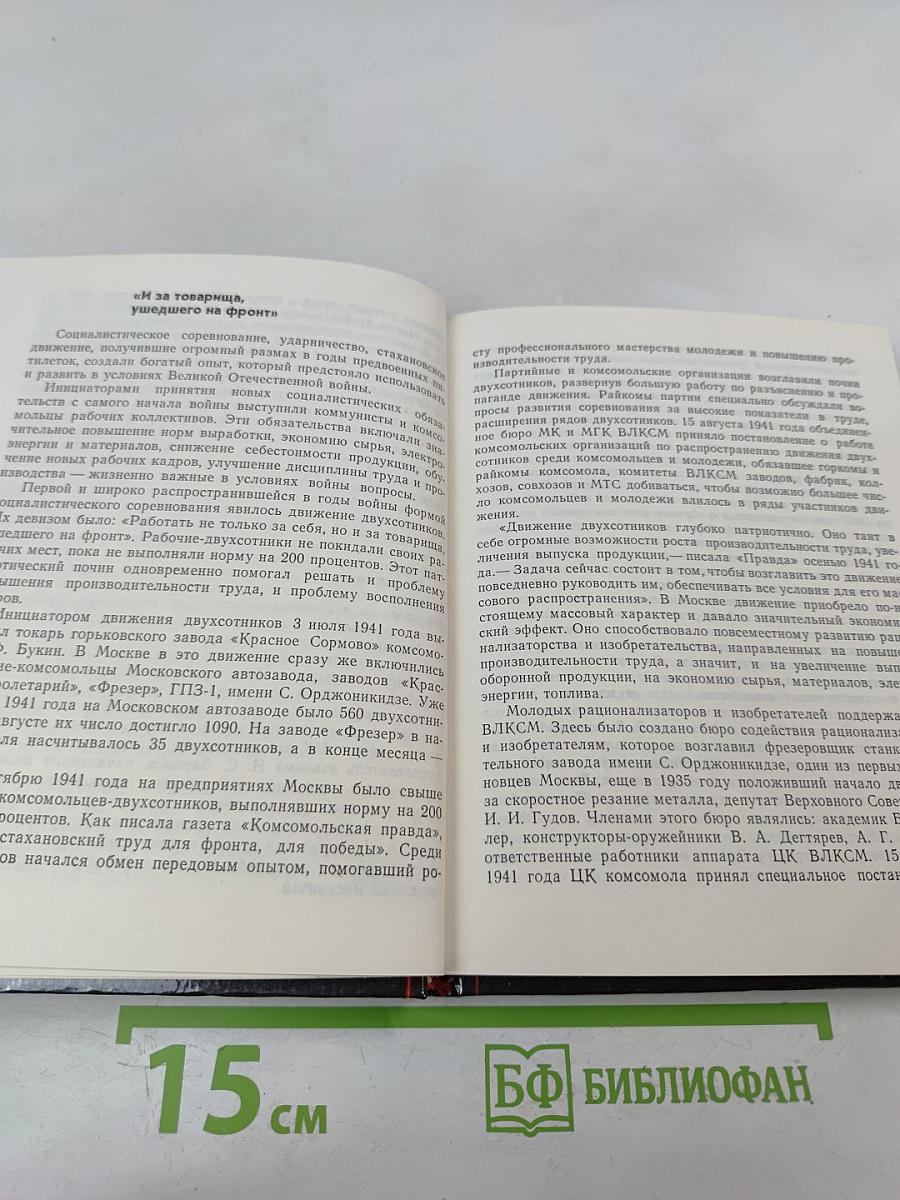 «И за товарища,
ушедшего на фронт»
Социалистическое соревнование, ударничество, стахановское
движение, получившие огромный размах в годы предвоенных пя-
тилеток, создали богатый опыт, который предстояло использовать
и развить в условиях Великой Отечественной войны.
Инициаторами принятия новых социалистических обяза-
тельств с самого начала войны выступили коммунисты и комсо-
мольцы рабочих коллективов. Эти обязательства включали зна-
чительное повышение норм выработки, экономию сырья, электро-
энергии и материалов, снижение себестоимости продукции, обу-
чение новых рабочих кадров, улучшение дисциплины труда и про-
изводства — жизненно важные в условиях войны вопросы.
Первой и широко распространившейся в годы войны формой
социалистического соревнования явилось движение двухсотников.
Их девизом было: «Работать не только за себя, но и за товарища,
шедшего на фронт». Рабочие-двухсотники не покидали своих ра-
чих мест, пока не выполняли норму на 200 процентов. Этот пат-
отический почин одновременно помогал решать и проблему
вышения производительности труда, и проблему восполнения
ров.
Инициатором движения двухсотников 3 июля 1941 года вы-
л токарь горьковского завода «Красное Сормово» комсомо-
Ф. Букин. В Москве в это движение сразу же включились
ие-комсомольцы Московского автозавода, заводов «Крас-
олетарий», «Фрезер», ГПЗ-1, имени С. Орджоникидзе. Уже
1941 года на Московском автозаводе было 560 двухсотни-
августе их число достигло 1090. На заводе «Фрезер» в на-
ля насчитывалось 35 двухсотников, а в конце месяца —
тябрю 1941 года на предприятиях Москвы было свыше
комсомольцев-двухсотников, выполнявших норму на 200
роцентов. Как писала газета «Комсомольская правда»,
стахановский труд для фронта, для победы». Среди
ов начался обмен передовым опытом, помогавший ро-
сту профессионального мастерства молодежи и повышению про-
изводительности труда.
Партийные и комсомольские организации возглавили почин
двухсотников, развернув большую работу по разъяснению и про-
паганде движения. Райкомы партии специально обсуждали во-
просы развития соревнования за высокие показатели в труде,
расширения рядов двухсотников. 15 августа 1941 года объединен-
ное бюро МК и МГК ВЛКСМ приняло постановление о работе
комсомольских организаций по распространению движения двух-
сотников среди комсомольцев и молодежи, обязавшее горкомы и
райкомы комсомола, комитеты ВЛКСМ заводов, фабрик, кол-
хозов, совхозов и МТС добиваться, чтобы возможно большее чис-
ло комсомольцев и молодежи влилось в ряды участников дви-
жения.
«Движение двухсотников глубоко патриотично. Оно таит в
себе огромные возможности роста производительности труда, уве-
личения выпуска продукции,— писала «Правда» осенью 1941 го-
да.— Задача сейчас состоит в том, чтобы возглавить это движение
повседневно руководить им, обеспечивать все условия для его мас
сового распространения». В Москве движение приобрело по-н
стоящему массовый характер и давало значительный экономи
ский эффект. Оно способствовало повсеместному развитию рац
нализаторства и изобретательства, направленных на повыше
производительности труда, а значит, и на увеличение вып
оборонной продукции, на экономию сырья, материалов, эле
энергии, топлива.
Молодых рационализаторов и изобретателей поддержа
ВЛКСМ. Здесь было создано бюро содействия рационализа
и изобретателям, которое возглавил фрезеровщик станк
тельного завода имени С. Орджоникидзе, один из первых
новцев Москвы, еще в 1935 году положивший начало дв
за скоростное резание металла, депутат Верховного Сове
И. И. Гудов. Членами этого бюро являлись: академик Б
лер, конструкторы-оружейники В. А. Дегтярев, А. Г.
ответственные работники аппарата ЦК ВЛКСМ. 15
1941 года ЦК комсомола принял специальное постан
15 см
БФ БИБЛИОФАН